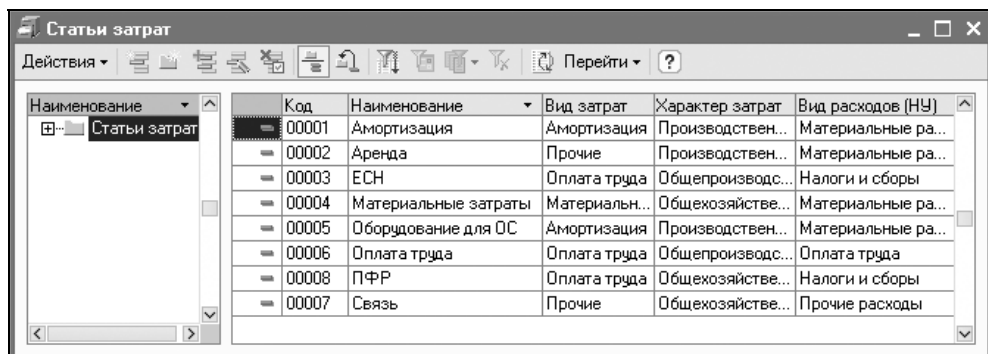 Статьи затрат
Действия Перейти ?
Наименование
Статьи затрат
Код Наименование Вид затрат Характер затрат Вид расходов (НУ)
00001 Амортизация Амортизация Производствен... Материальные ра...
00002 Аренда Прочие Производствен... Материальные ра...
00003 ЕСН Оплата труда Общепроизводс... Налоги и сборы
00004 Материальные затраты Материальн... Общехозяйстве... Материальные ра...
00005 Оборудование для ОС Амортизация Производствен... Материальные ра...
00006 Оплата труда Оплата труда Общепроизводс... Оплата труда
00008 ПФР Оплата труда Общехозяйстве... Налоги и сборы
00007 Связь Прочие Общехозяйстве... Прочие расходы